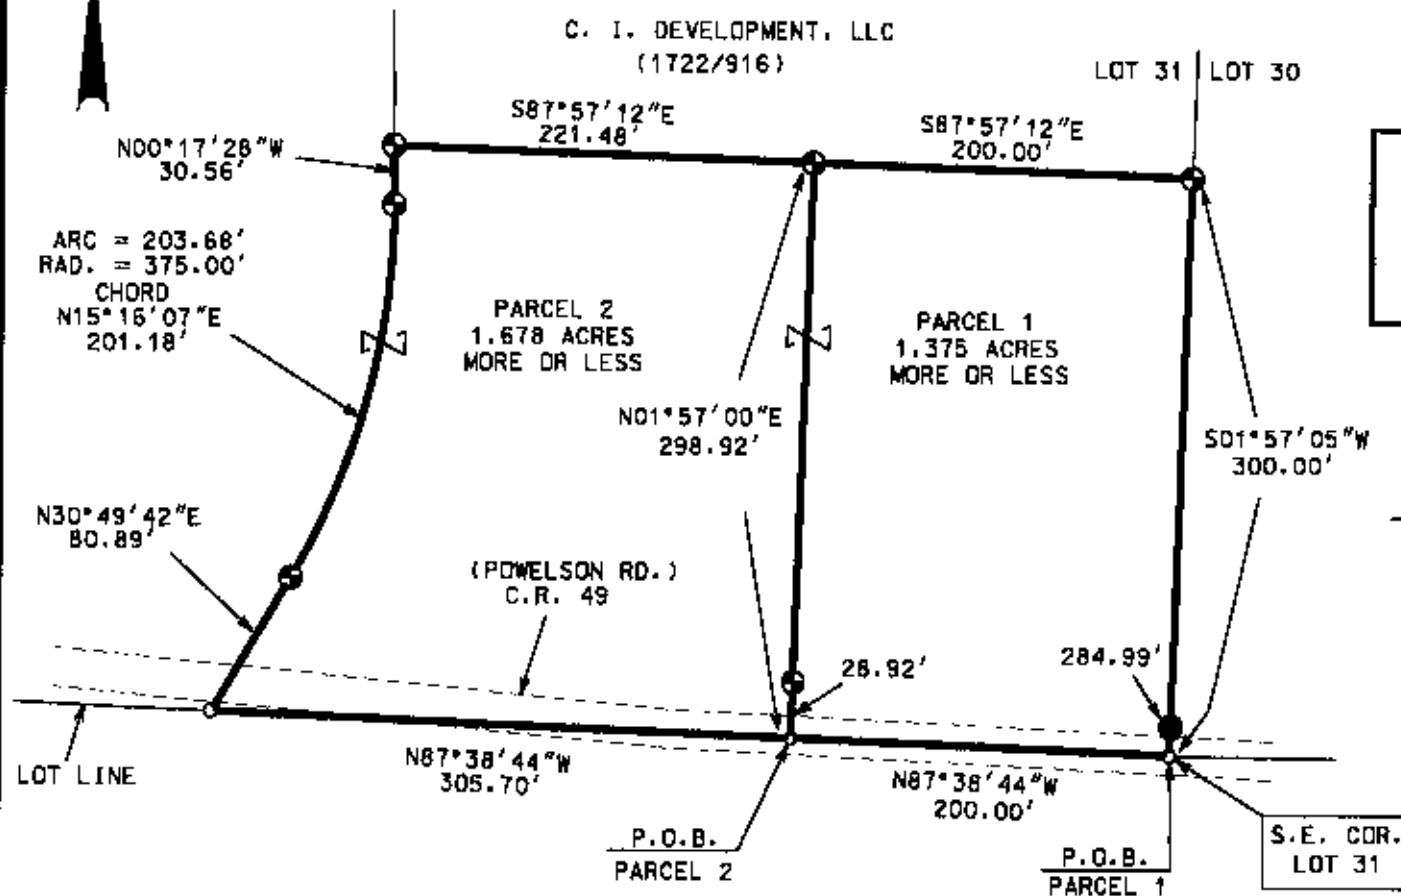 C. I. DEVELOPMENT, LLC
(1722/916)
LOT 31 LOT 30
S87°57'12"E
221.48'
S87°57'12"E
200.00'
N00°17'28"W
30.56'
ARC = 203.68'
RAD. = 375.00'
CHORD
N15°16'07"E
201.18'
PARCEL 2
1.678 ACRES
MORE OR LESS
PARCEL 1
1.375 ACRES
MORE OR LESS
N01°57'00"E
298.92'
S01°57'05"W
300.00'
N30°49'42"E
80.89'
(POWELSON RD.)
C.R. 49
28.92'
284.99'
LOT LINE
N87°38'44"W
305.70'
N87°38'44"W
200.00'
P.O.B.
PARCEL 2
P.O.B.
PARCEL 1
S.E. COR.
LOT 31